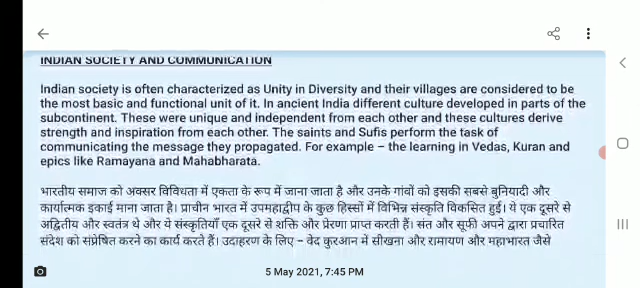 INDIAN SOCIETY AND COMMUNICATION
Indian society is often characterized as Unity in Diversity and their villages are considered to be
the most basic and functional unit of it. In ancient India different culture developed in parts of the
subcontinent. These were unique and independent from each other and these cultures derive
strength and inspiration from each other. The saints and Sufis perform the task of
communicating the message they propagated. For example – the learning in Vedas, Kuran and
epics like Ramayana and Mahabharata.
भारतीय समाज को अक्सर विविधता में एकता के रूप में जाना जाता है और उनके गांवों को इसकी सबसे बुनियादी और
कार्यात्मक इकाई माना जाता है। प्राचीन भारत में उपमहाद्वीप के कुछ हिस्सों में विभिन्न संस्कृति विकसित हुई। ये एक दूसरे से
अद्वितीय और स्वतंत्र थे और ये संस्कृतियाँ एक दूसरे से शक्ति और प्रेरणा प्राप्त करती हैं। संत और सूफी अपने द्वारा प्रचारित
संदेश को संप्रेषित करने का कार्य करते हैं। उदाहरण के लिए – वेद कुरआन में सीखना और रामायण और महाभारत जैसे
5 May 2021, 7:45 PM